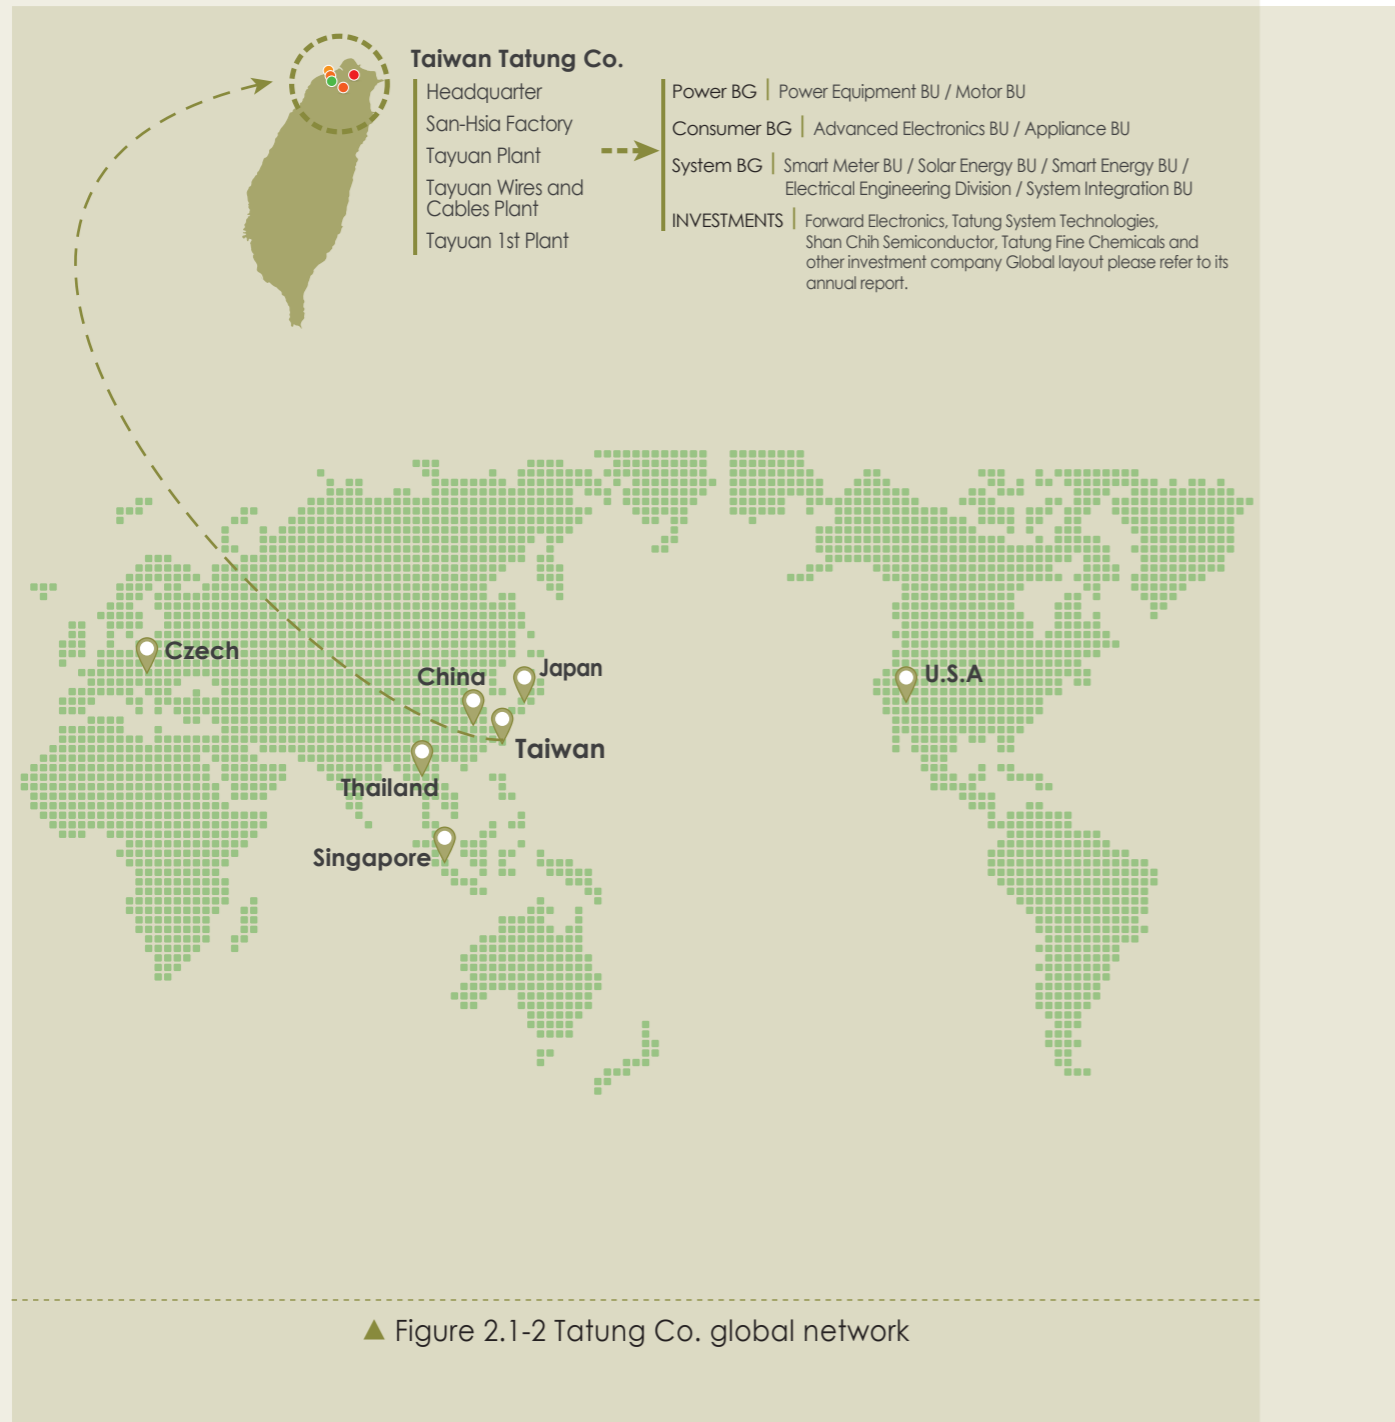 Taiwan Tatung Co.
Headquarter
San-Hsia Factory
Tayuan Plant
Tayuan Wires and
Cables Plant
Tayuan 1st Plant
Power BG | Power Equipment BU / Motor BU
Consumer BG | Advanced Electronics BU / Appliance BU
System BG | Smart Meter BU / Solar Energy BU / Smart Energy BU /
Electrical Engineering Division / System Integration BU
INVESTMENTS | Forward Electronics, Tatung System Technologies,
Shan Chih Semiconductor, Tatung Fine Chemicals and
other investment company Global layout please refer to its
annual report.
Czech
China
Japan
U.S.A
Taiwan
Thailand
Singapore
▲ Figure 2.1-2 Tatung Co. global network